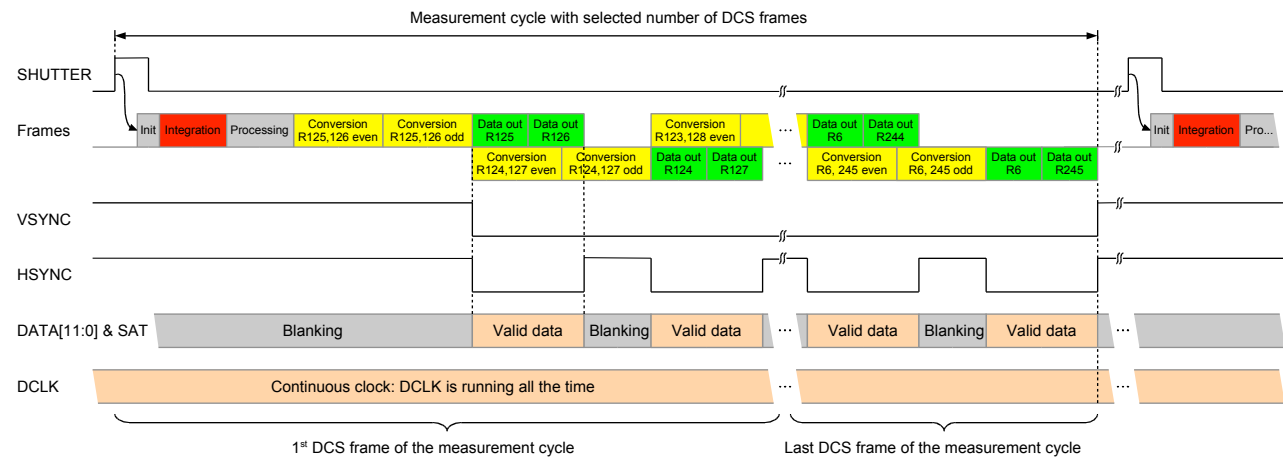 Measurement cycle with selected number of DCS frames
SHUTTER
Frames
Init
Integration
Processing
Conversion
R125,126 even
Conversion
R125,126 odd
Data out
R125
Data out
R126
Conversion
R123,128 even
...
Data out
R6
Data out
R244
Init
Integration
Pro...
Conversion
R124,127 even
Conversion
R124,127 odd
Data out
R124
Data out
R127
...
Conversion
R6, 245 even
Conversion
R6, 245 odd
Data out
R6
Data out
R245
VSYNC
HSYNC
DATA[11:0] & SAT
Blanking
Valid data
Blanking
Valid data
...
Valid data
Blanking
Valid data
...
DCLK
Continuous clock: DCLK is running all the time
...
...
1st DCS frame of the measurement cycle
Last DCS frame of the measurement cycle